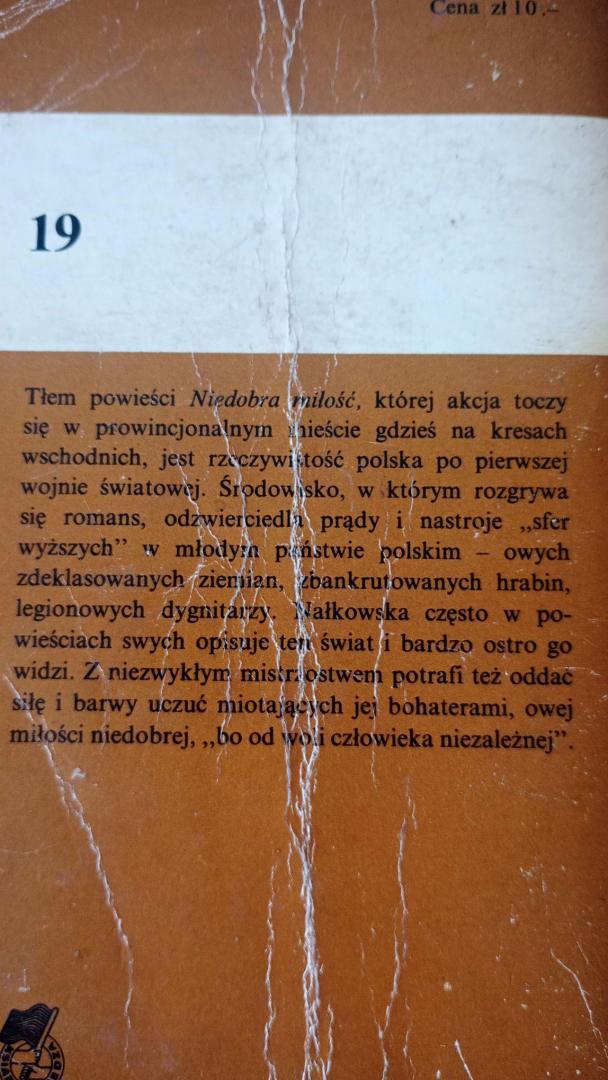 Cena zł 10.–
19
Tłem powieści Niedobra miłość, której akcja toczy
się w prowincjonalnym mieście gdzieś na kresach
wschodnich, jest rzeczywistość polska po pierwszej
wojnie światowej. Środowisko, w którym rozgrywa
się romans, odzwierciedla prądy i nastroje „sfer
wyższych” w młodym państwie polskim – owych
zdeklasowanych ziemian, zbankrutowanych hrabin,
legionowych dygnitarzy. Nałkowska często w po-
wieściach swych opisuje ten świat i bardzo ostro go
widzi. Z niezwykłym mistrzostwem potrafi też oddać
siłę i barwy uczuć miotających jej bohaterami, owej
miłości niedobrej, „bo od woli człowieka niezależnej”.